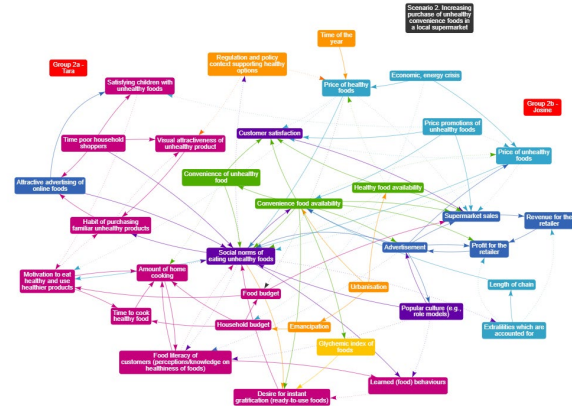 Scenario 2. Increasing
purchase of unhealthy
convenience foods in
a local supermarket
Time of the
year
Group 2a -
Tara
Regulation and policy
context supporting healthy
options
Satisfying children with
unhealthy foods
Price of healthy
foods
Economic, energy crisis
Group 2b -
Josine
Price promotions of
unhealthy foods
Customer satisfaction
Time poor household
shoppers
Visual attractiveness of
unhealthy product
Price of unhealthy
foods
Convenience of unhealthy
food
Attractive advertising of
online foods
Healthy food availability
Convenience food availability
Supermarket sales
Revenue for the
retailer
Habit of purchasing
familiar unhealthy products
Social norms of
eating unhealthy foods
Advertisement
Profit for the
retailer
Motivation to eat
healthy and use
healthier products
Amount of home
cooking
Food budget
Urbanisation
Length of chain
Popular culture (e.g.,
role models)
Time to cook
healthy food
Household budget
Emancipation
Extralities which are
accounted for
Glychemic index of
foods
Food literacy of
customers (perceptions/knowledge on
healthiness of foods)
Learned (food) behaviours
Desire for instant
gratification (ready-to-use foods)